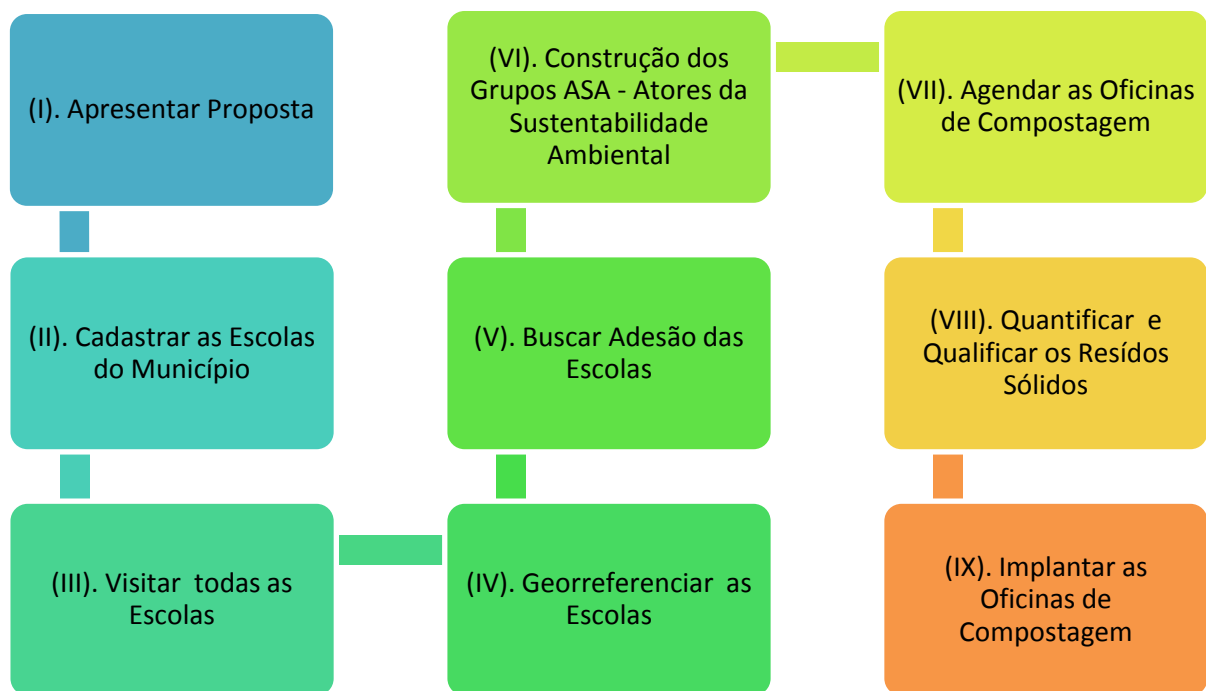 (I). Apresentar Proposta
(II). Cadastrar as Escolas
do Município
(III). Visitar todas as
Escolas
(IV). Georreferenciar as
Escolas
(V). Buscar Adesão das
Escolas
(VI). Construção dos
Grupos ASA - Atores da
Sustentabilidade
Ambiental
(VII). Agendar as Oficinas
de Compostagem
(VIII). Quantificar e
Qualificar os Resídos
Sólidos
(IX). Implantar as
Oficinas de
Compostagem